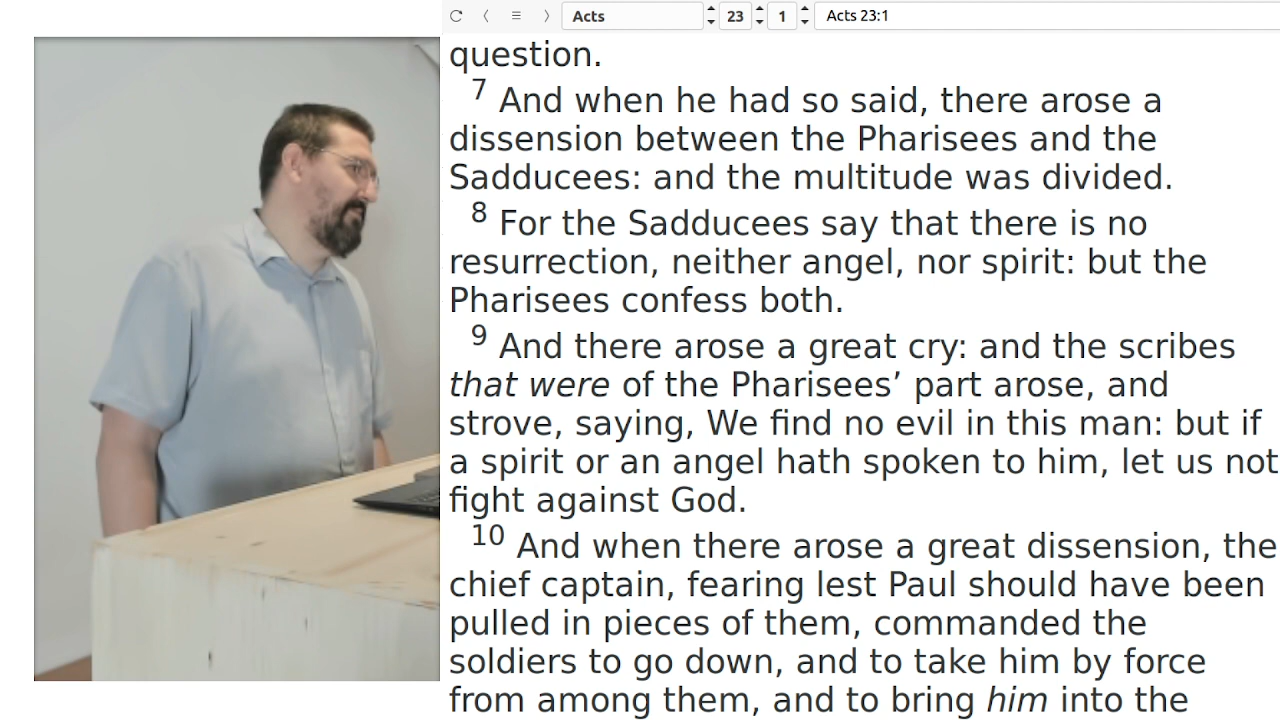 Acts 23 1 Acts 23:1
question.
7 And when he had so said, there arose a
dissension between the Pharisees and the
Sadducees: and the multitude was divided.
8 For the Sadducees say that there is no
resurrection, neither angel, nor spirit: but the
Pharisees confess both.
9 And there arose a great cry: and the scribes
that were of the Pharisees’ part arose, and
strove, saying, We find no evil in this man: but if
a spirit or an angel hath spoken to him, let us not
fight against God.
10 And when there arose a great dissension, the
chief captain, fearing lest Paul should have been
pulled in pieces of them, commanded the
soldiers to go down, and to take him by force
from among them, and to bring him into the